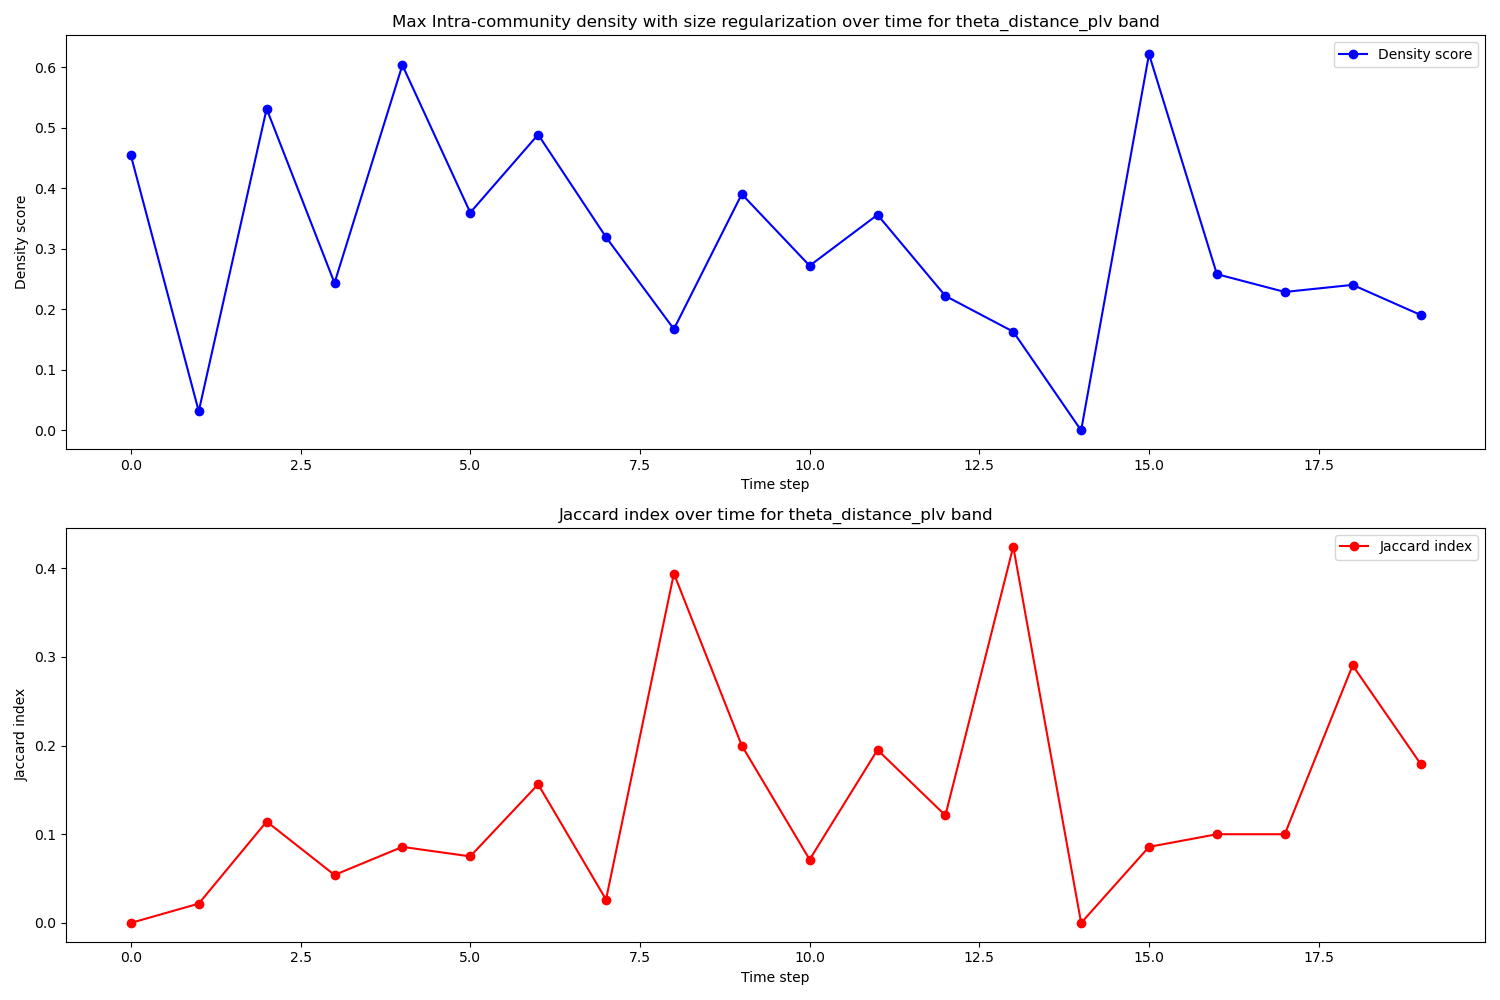 Max Intra-community density with size regularization over time for theta_distance_plv band
Density score
0.6
0.5
0.4
0.3
0.2
0.1
0.0
Density score
0.0 2.5 5.0 7.5 10.0 12.5 15.0 17.5
Time step
Jaccard index over time for theta_distance_plv band
Jaccard index
0.4
0.3
0.2
0.1
0.0
Jaccard index
0.0 2.5 5.0 7.5 10.0 12.5 15.0 17.5
Time step